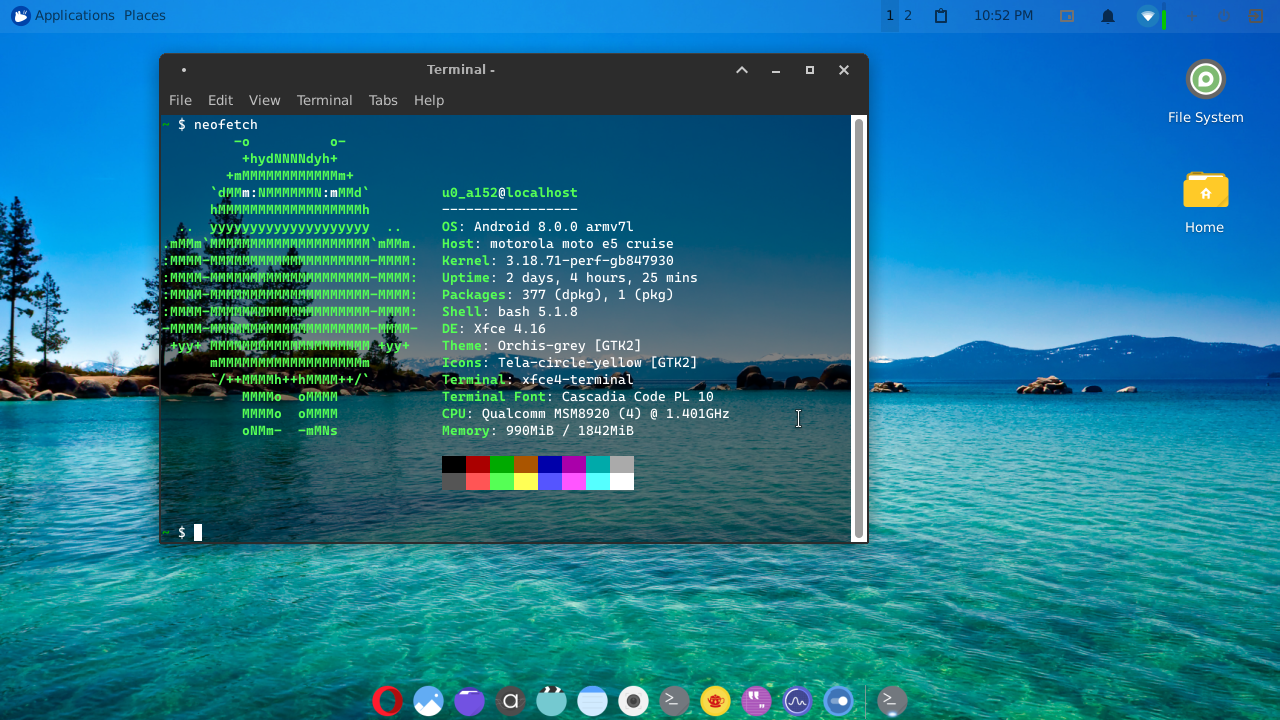 Applications Places 1 2 10:52 PM
Terminal -
File Edit View Terminal Tabs Help
~ $ neofetch
-o          o-
+hydNNNNdyh+
+mMMMMMMMMMMMMm+
`dMMm:NMMMMMMN:mMMd`
hMMMMMMMMMMMMMMMMMMh
..  yyyyyyyyyyyyyyyyyyyy  ..
.mMMm`MMMMMMMMMMMMMMMMMMMM`mMMm.
:MMMM-MMMMMMMMMMMMMMMMMMMM-MMMM:
:MMMM-MMMMMMMMMMMMMMMMMMMM-MMMM:
:MMMM-MMMMMMMMMMMMMMMMMMMM-MMMM:
:MMMM-MMMMMMMMMMMMMMMMMMMM-MMMM:
-MMMM-MMMMMMMMMMMMMMMMMMMM-MMMM-
+yy+ MMMMMMMMMMMMMMMMMMMM +yy+
mMMMMMMMMMMMMMMMMMMm
`/++MMMMh++hMMMM++/`
MMMMo  oMMMM
MMMMo  oMMMM
oNMm-  -mMNs
u0_a152@localhost
-----------------
OS: Android 8.0.0 armv7l
Host: motorola moto e5 cruise
Kernel: 3.18.71-perf-gb847930
Uptime: 2 days, 4 hours, 25 mins
Packages: 377 (dpkg), 1 (pkg)
Shell: bash 5.1.8
DE: Xfce 4.16
Theme: Orchis-grey [GTK2]
Icons: Tela-circle-yellow [GTK2]
Terminal: xfce4-terminal
Terminal Font: Cascadia Code PL 10
CPU: Qualcomm MSM8920 (4) @ 1.401GHz
Memory: 990MiB / 1842MiB
~ $
File System
Home